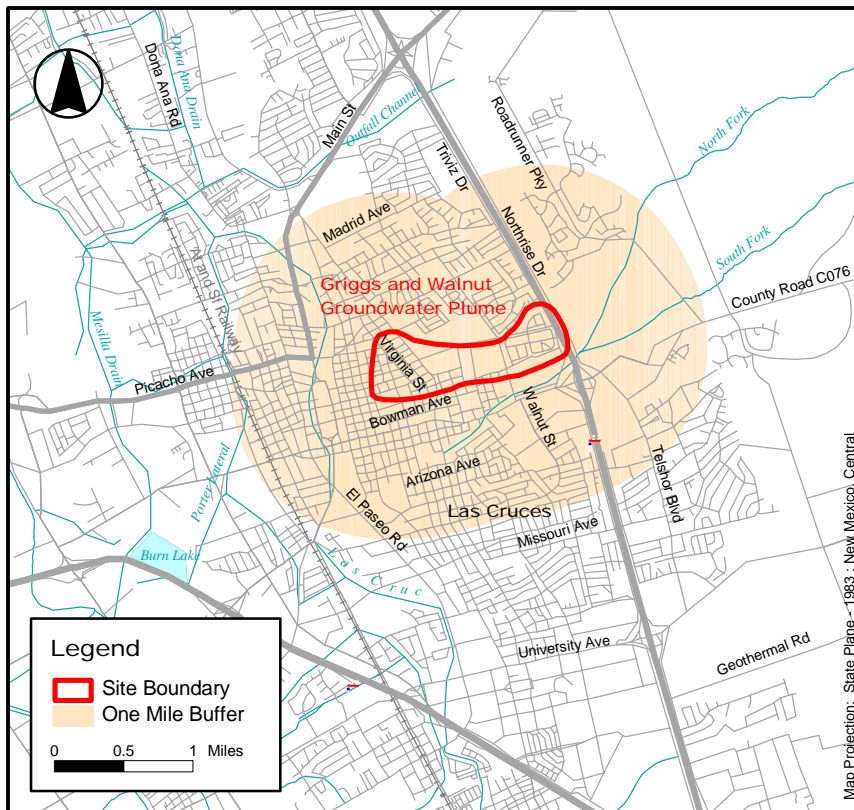 Dona Ana Drain
Dona Ana Rd
Main St
Outfall Channel
Triviz Dr
Roadrunner Pky
North Fork
South Fork
Madrid Ave
Northrise Dr
County Road C076
Griggs and Walnut
Groundwater Plume
At and Sf Railway
Mesilla Drain
Virginia St
Picacho Ave
Bowman Ave
Walnut St
Arizona Ave
Telshor Blvd
Porter Lateral
El Paseo Rd
Las Cruces
Missouri Ave
Burn Lake
Las Cruc
University Ave
Geothermal Rd
Legend
Site Boundary
One Mile Buffer
0 0.5 1 Miles
Map Projection: State Plane - 1983 : New Mexico, Central